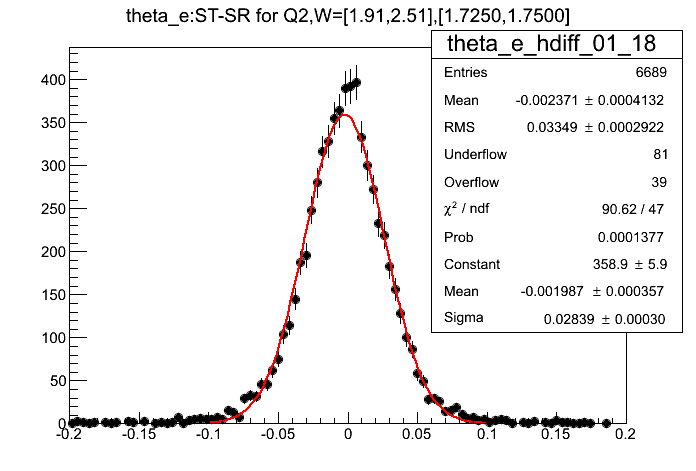 theta_e:ST-SR for Q2,W=[1.91,2.51],[1.7250,1.7500]
theta_e_hdiff_01_18
Entries 6689
Mean -0.002371 ± 0.0004132
RMS 0.03349 ± 0.0002922
Underflow 81
Overflow 39
χ² / ndf 90.62 / 47
Prob 0.0001377
Constant 358.9 ± 5.9
Mean -0.001987 ± 0.000357
Sigma 0.02839 ± 0.00030
400
350
300
250
200
150
100
50
0
-0.2 -0.15 -0.1 -0.05 0 0.05 0.1 0.15 0.2